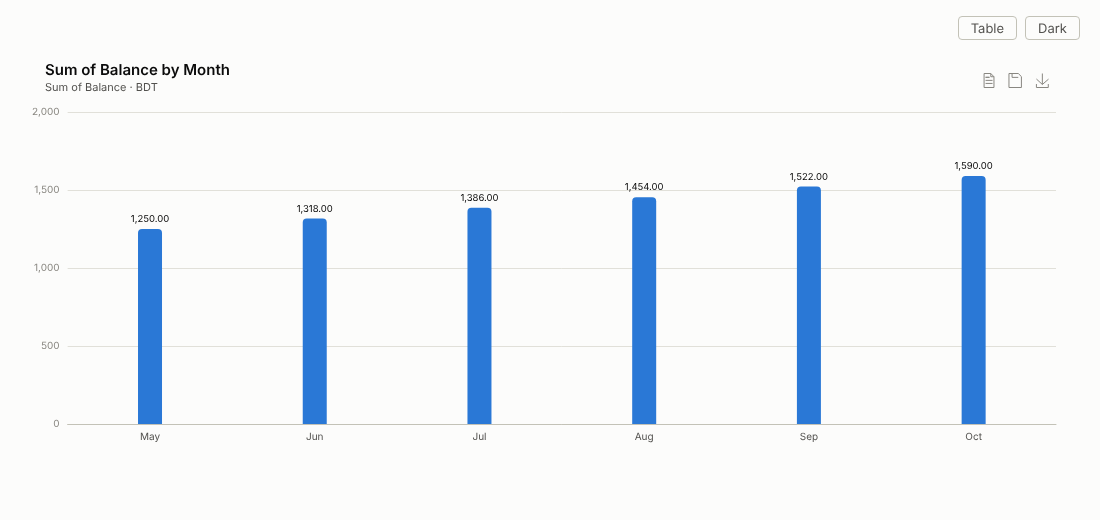 Table Dark
Sum of Balance by Month
Sum of Balance · BDT
2,000
1,500
1,000
500
0
1,250.00
1,318.00
1,386.00
1,454.00
1,522.00
1,590.00
May Jun Jul Aug Sep Oct